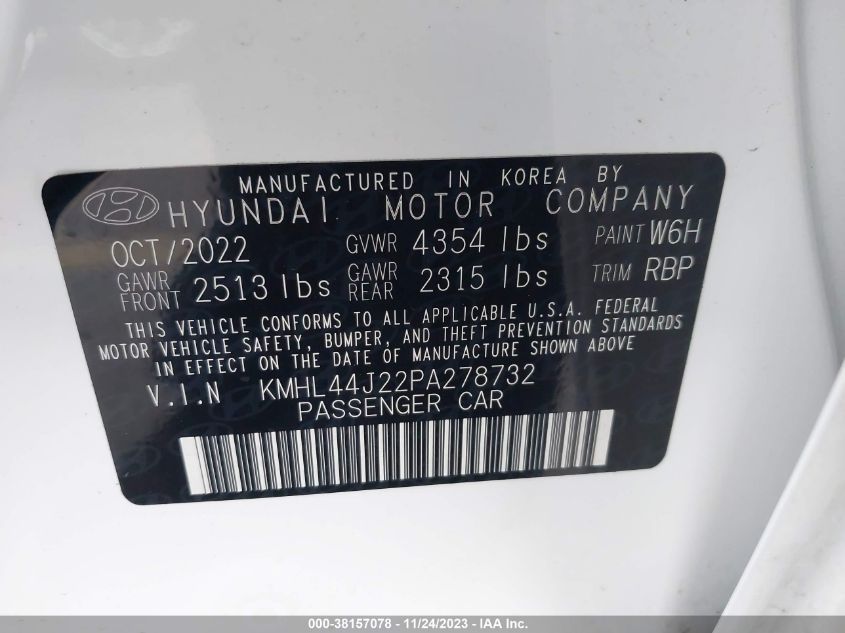 MANUFACTURED IN KOREA BY
HYUNDAI MOTOR COMPANY
OCT/2022 GVWR 4354 lbs PAINT W6H
GAWR FRONT 2513 lbs GAWR REAR 2315 lbs TRIM RBP
THIS VEHICLE CONFORMS TO ALL APPLICABLE U.S.A. FEDERAL
MOTOR VEHICLE SAFETY, BUMPER, AND THEFT PREVENTION STANDARDS
IN EFFECT ON THE DATE OF MANUFACTURE SHOWN ABOVE
V.I.N KMHL44J22PA278732
PASSENGER CAR
000-38157078 - 11/24/2023 - IAA Inc.